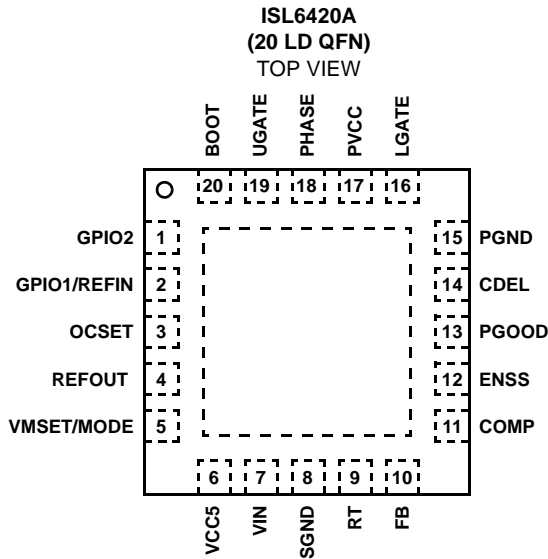 ISL6420A
(20 LD QFN)
TOP VIEW
BOOT
UGATE
PHASE
PVCC
LGATE
20 19 18 17 16
GPIO2 1 15 PGND
GPIO1/REFIN 2 14 CDEL
OCSET 3 13 PGOOD
REFOUT 4 12 ENSS
VMSET/MODE 5 11 COMP
6 7 8 9 10
VCC5
VIN
SGND
RT
FB